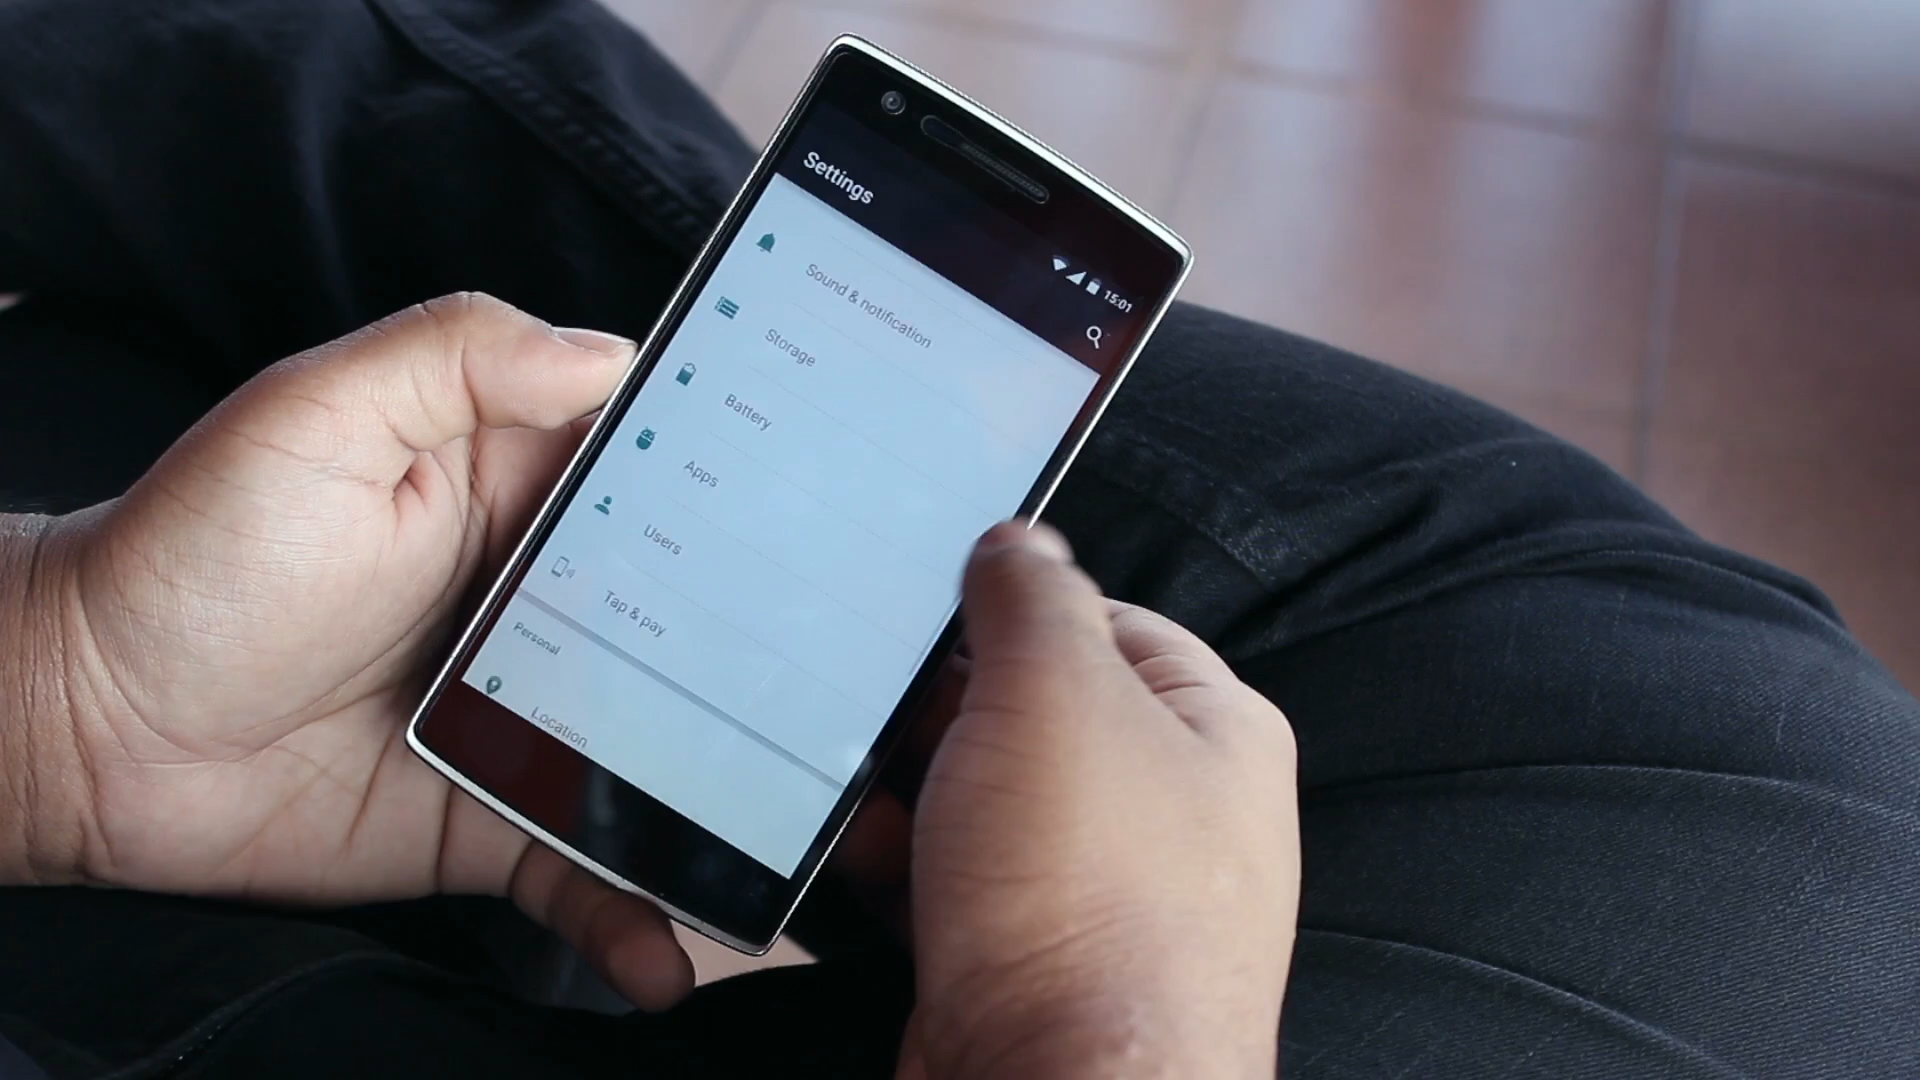 15:01
Settings
Sound & notification
Storage
Battery
Apps
Users
Tap & pay
Personal
Location